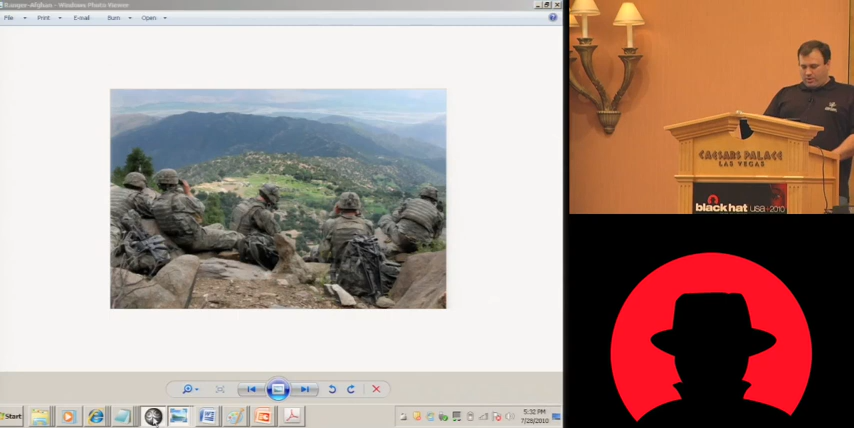 Ranger-Afghan - Windows Photo Viewer
File Print E-mail Burn Open
CAESARS PALACE
LAS VEGAS
black hat usa+2010
Start
5:32 PM
7/28/2010